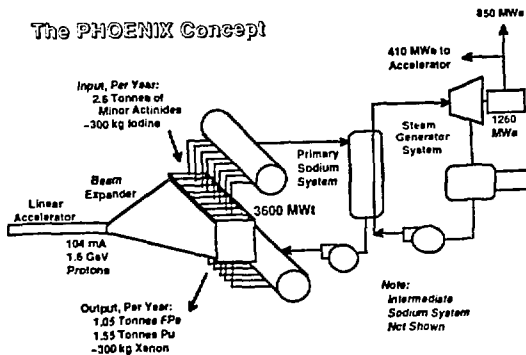 The PHOENIX Concept
850 MWe
410 MWe to
Accelerator
Input, Per Year:
2.6 Tonnes of
Minor Actinides
~300 kg Iodine
1260
MWe
Steam
Generator
System
Primary
Sodium
System
Beam
Expander
Linear
Accelerator
3600 MWt
104 mA
1.6 GeV
Protons
Output, Per Year:
1.05 Tonnes FPs
1.55 Tonnes Pu
~300 kg Xenon
Note:
Intermediate
Sodium System
Not Shown